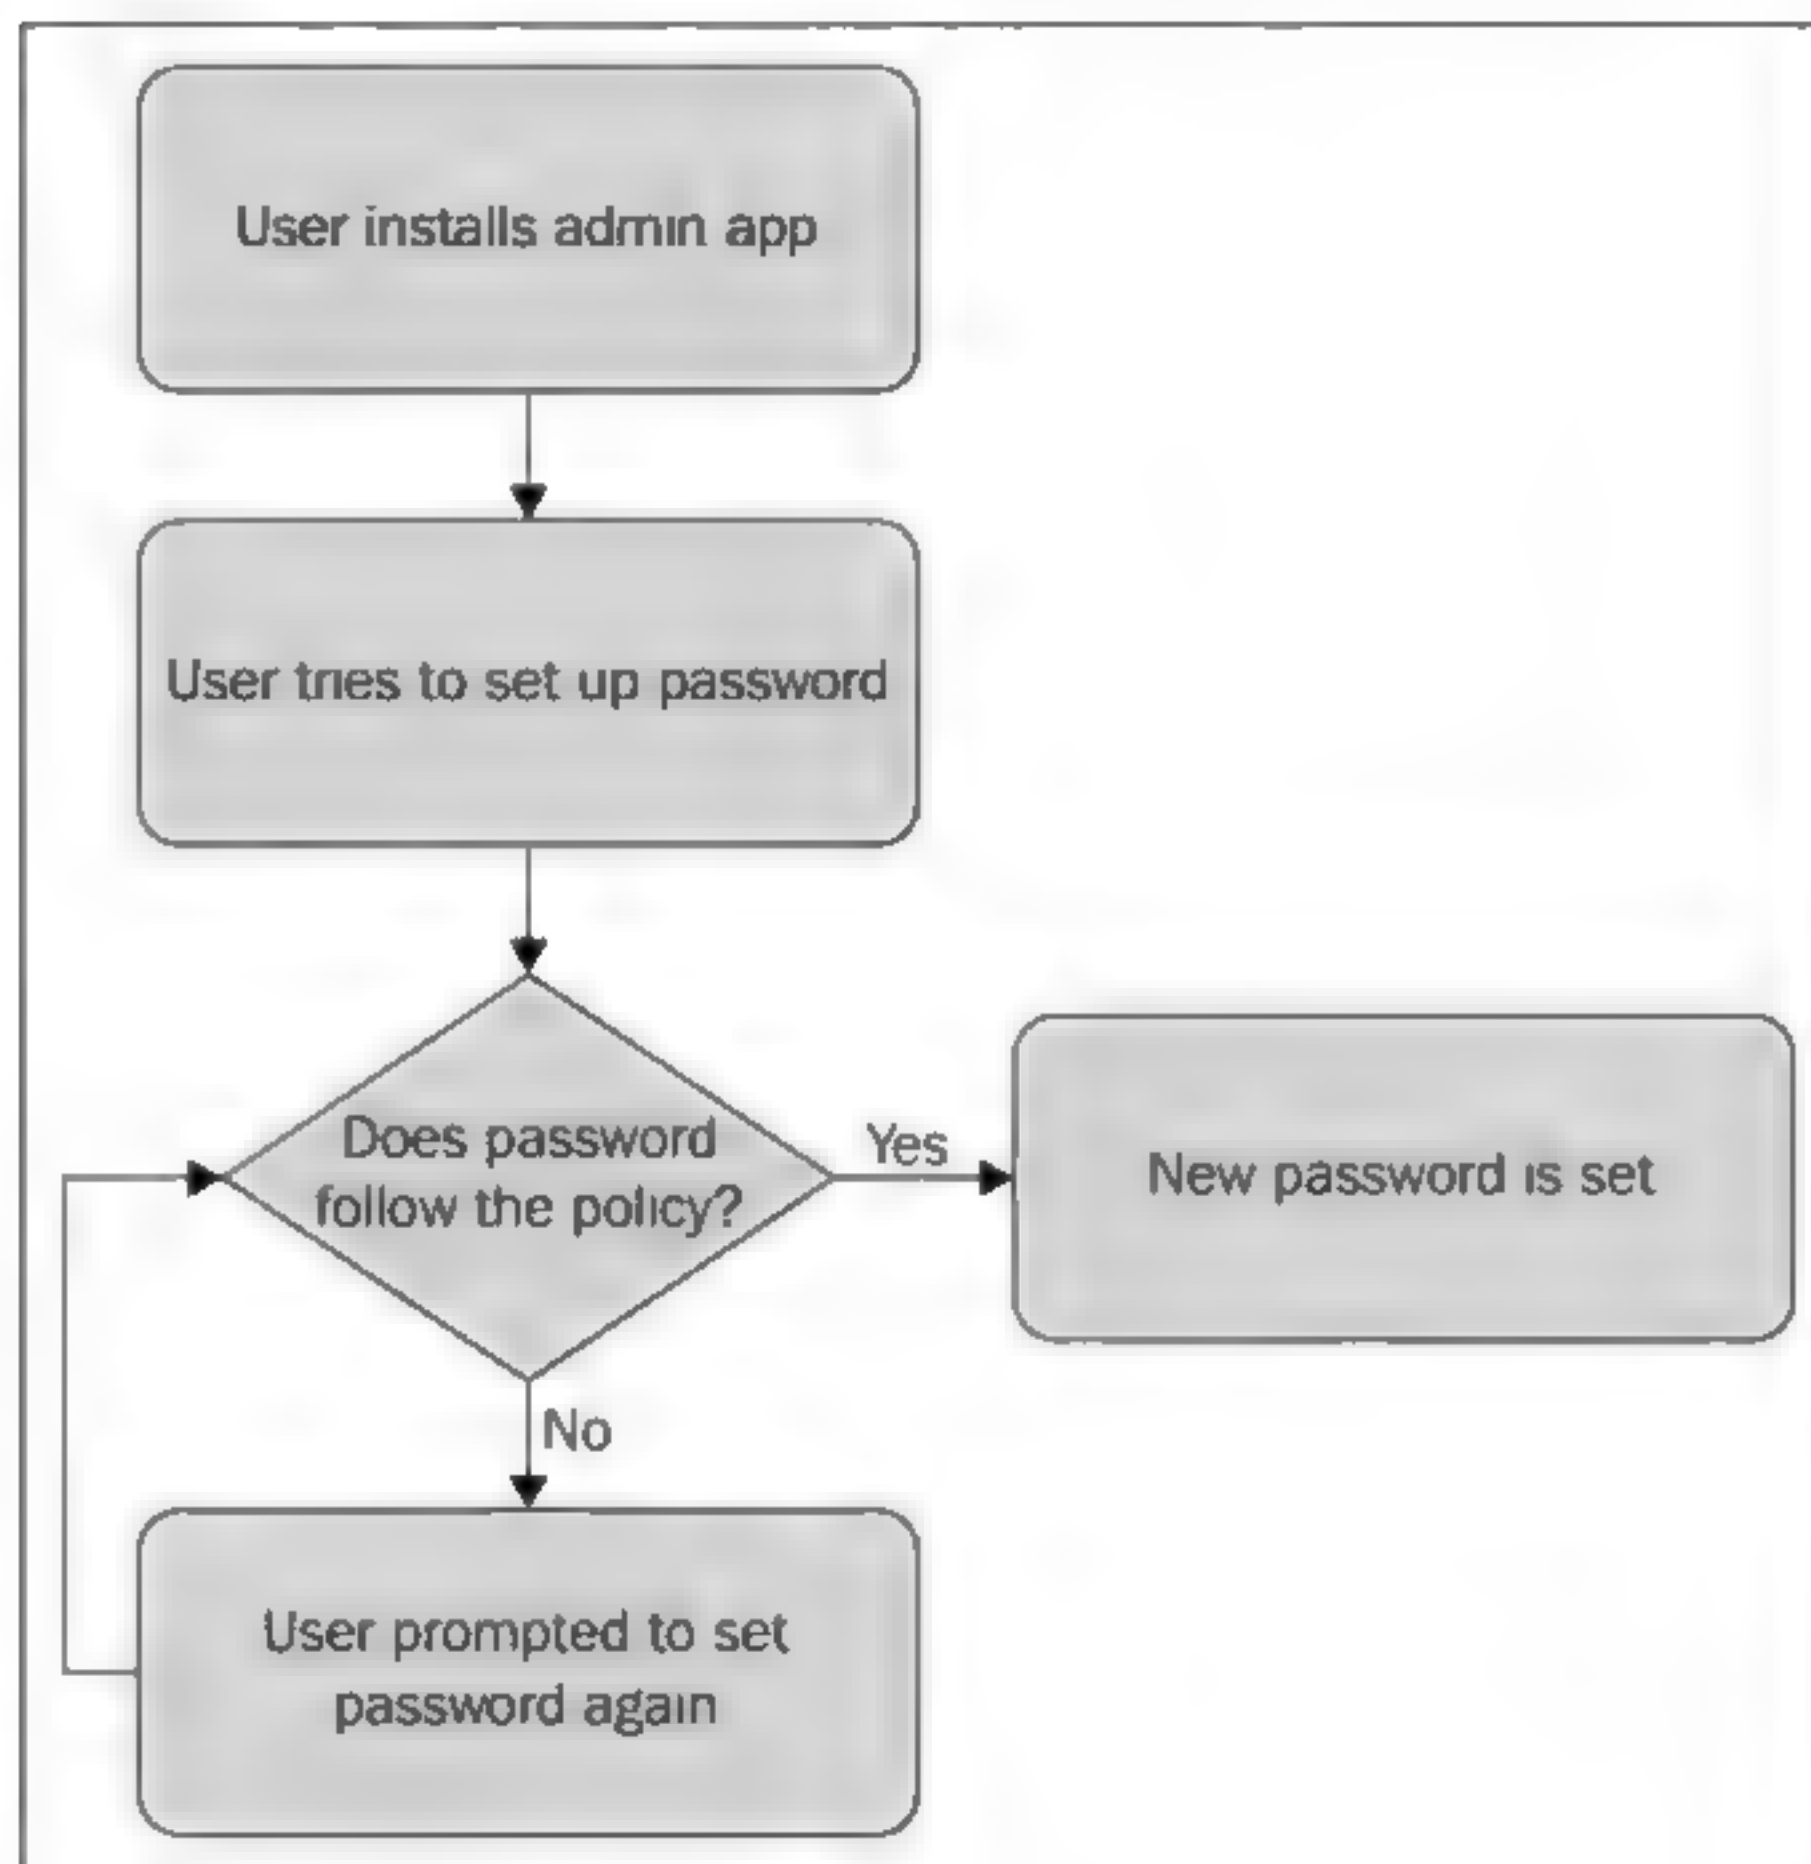 User installs admin app
User tries to set up password
Does password
follow the policy?
Yes
New password is set
No
User prompted to set
password again